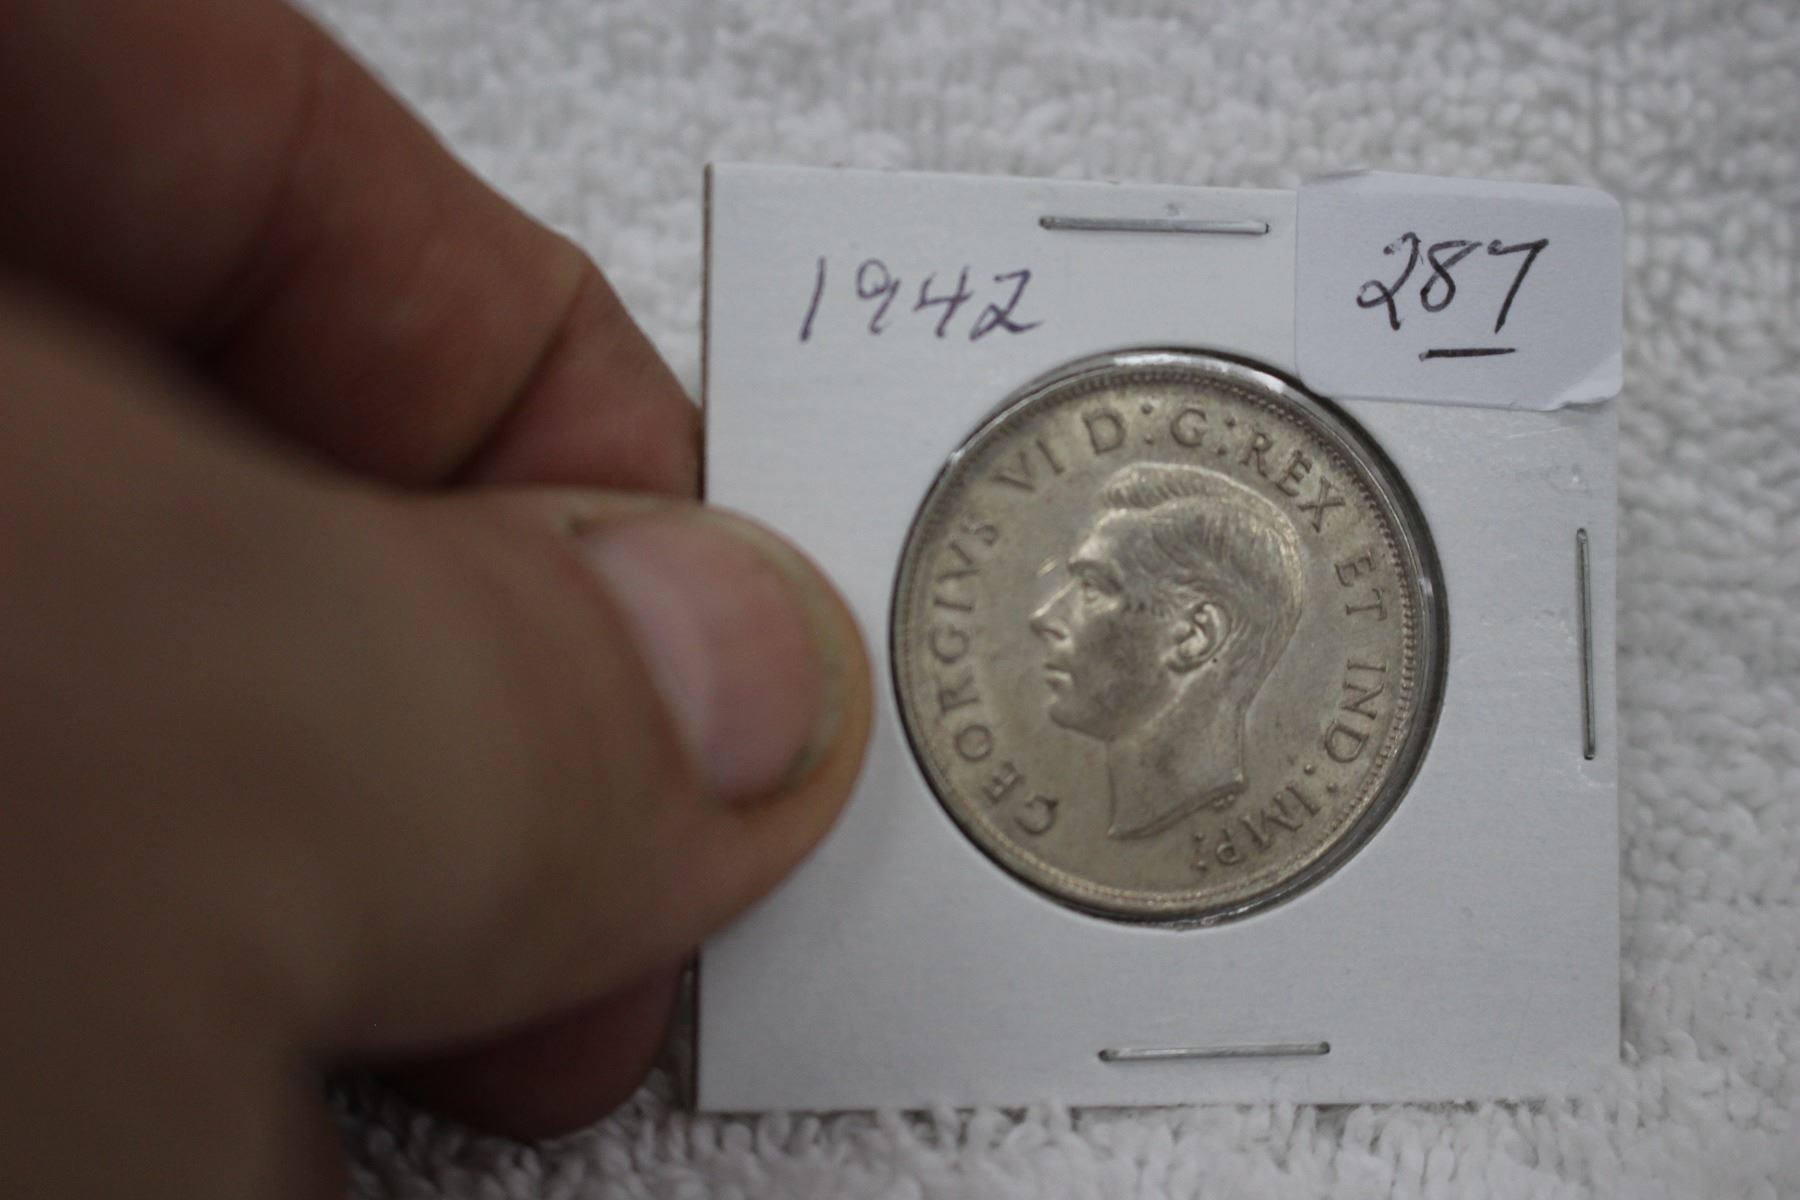 1942
287
GEORGIVS VI D:G:REX ET IND:IMP: